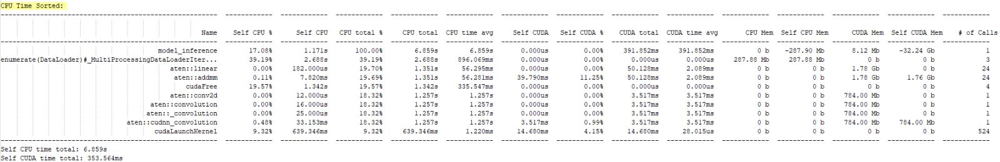 CPU Time Sorted:
Name Self CPU % Self CPU CPU total % CPU total CPU time avg Self CUDA Self CUDA % CUDA total CUDA time avg CPU Mem Self CPU Mem CUDA Mem Self CUDA Mem # of Calls
model_inference 17.08% 1.171s 100.00% 6.859s 6.859s 0.000us 0.00% 391.852ms 391.852ms 0 b -287.90 Mb 8.12 Mb -32.24 Gb 1
enumerate(DataLoader)#_MultiProcessingDataLoaderIter... 39.19% 2.688s 39.19% 2.688s 896.069ms 0.000us 0.00% 0.000us 0.000us 287.88 Mb 287.88 Mb 0 b 0 b 3
aten::linear 0.00% 182.000us 19.70% 1.351s 56.295ms 0.000us 0.00% 50.128ms 2.089ms 0 b 0 b 1.78 Gb 0 b 24
aten::addmm 0.11% 7.820ms 19.69% 1.351s 56.281ms 39.790ms 11.25% 50.128ms 2.089ms 0 b 0 b 1.78 Gb 1.76 Gb 24
cudaFree 19.57% 1.342s 19.57% 1.342s 335.547ms 0.000us 0.00% 0.000us 0.000us 0 b 0 b 0 b 0 b 4
aten::conv2d 0.00% 12.000us 18.32% 1.257s 1.257s 0.000us 0.00% 3.517ms 3.517ms 0 b 0 b 784.00 Mb 0 b 1
aten::convolution 0.00% 16.000us 18.32% 1.257s 1.257s 0.000us 0.00% 3.517ms 3.517ms 0 b 0 b 784.00 Mb 0 b 1
aten::_convolution 0.00% 25.000us 18.32% 1.257s 1.257s 0.000us 0.00% 3.517ms 3.517ms 0 b 0 b 784.00 Mb 0 b 1
aten::cudnn_convolution 0.48% 33.153ms 18.32% 1.257s 1.257s 3.517ms 0.99% 3.517ms 3.517ms 0 b 0 b 784.00 Mb 784.00 Mb 1
cudaLaunchKernel 9.32% 639.346ms 9.32% 639.346ms 1.220ms 14.680ms 4.15% 14.680ms 28.015us 0 b 0 b 0 b 0 b 524
Self CPU time total: 6.859s
Self CUDA time total: 353.564ms